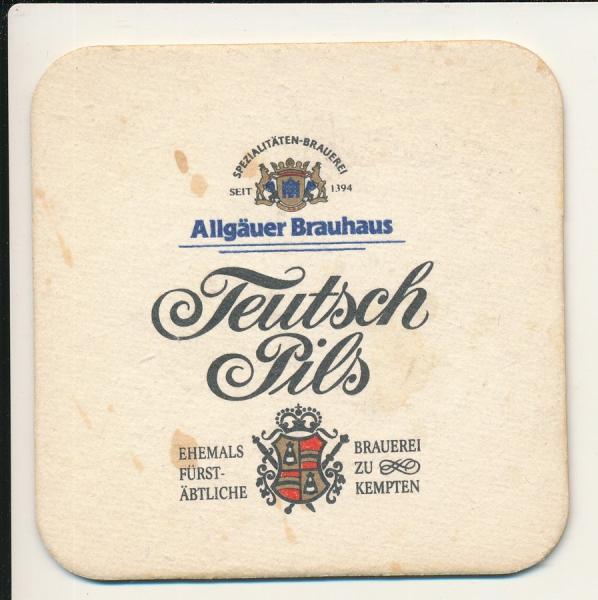 SPEZIALITÄTEN-BRAUEREI
SEIT 1394
Allgäuer Brauhaus
Teutsch
Pils
EHEMALS
FÜRST-
ÄBTLICHE
BRAUEREI
ZU
KEMPTEN